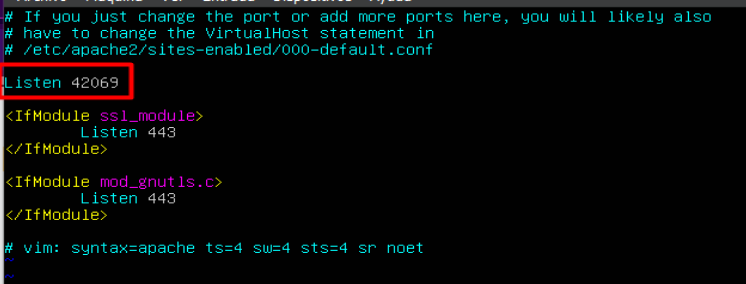 # If you just change the port or add more ports here, you will likely also
# have to change the VirtualHost statement in
# /etc/apache2/sites-enabled/000-default.conf
Listen 42069
<IfModule ssl_module>
Listen 443
</IfModule>
<IfModule mod_gnutls.c>
Listen 443
</IfModule>
# vim: syntax=apache ts=4 sw=4 sts=4 sr noet
~
~